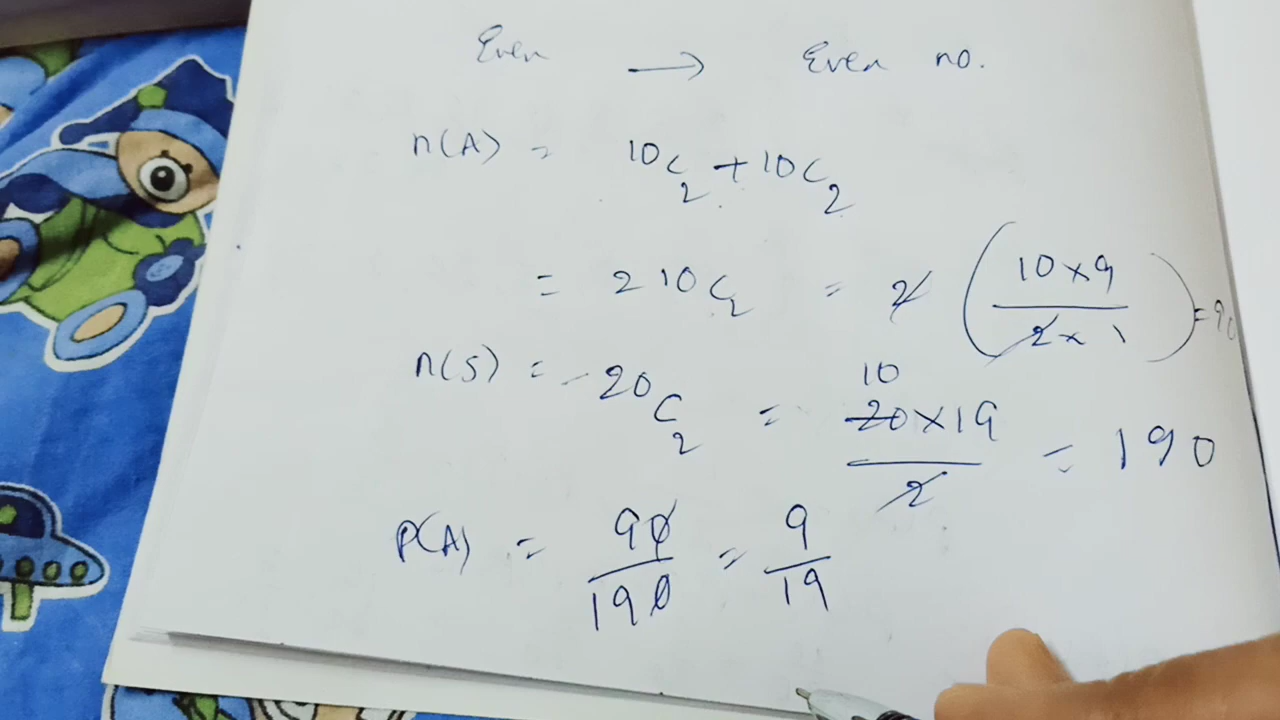 Even → Even no.
n(A) = 10C2 + 10C2
= 2 10C2 = 2 (10×9 / 2×1) = 90
n(S) = 20C2 = 10 20×19 / 2 = 190
P(A) = 90/190 = 9/19